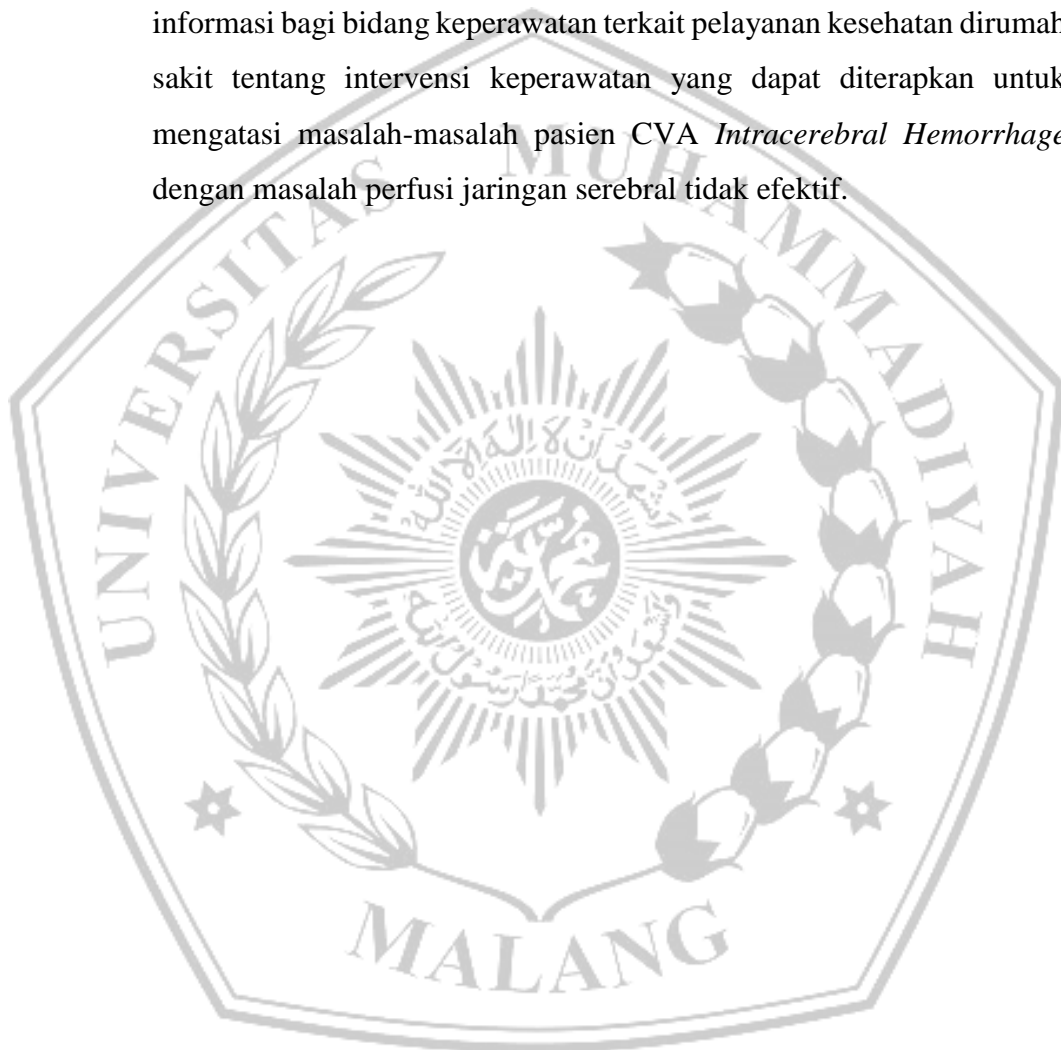 informasi bagi bidang keperawatan terkait pelayanan kesehatan dirumah
sakit tentang intervensi keperawatan yang dapat diterapkan untuk
mengatasi masalah-masalah pasien CVA Intracerebral Hemorrhage
dengan masalah perfusi jaringan serebral tidak efektif.
UNIVERSITAS MUHAMMADIYAH
MALANG